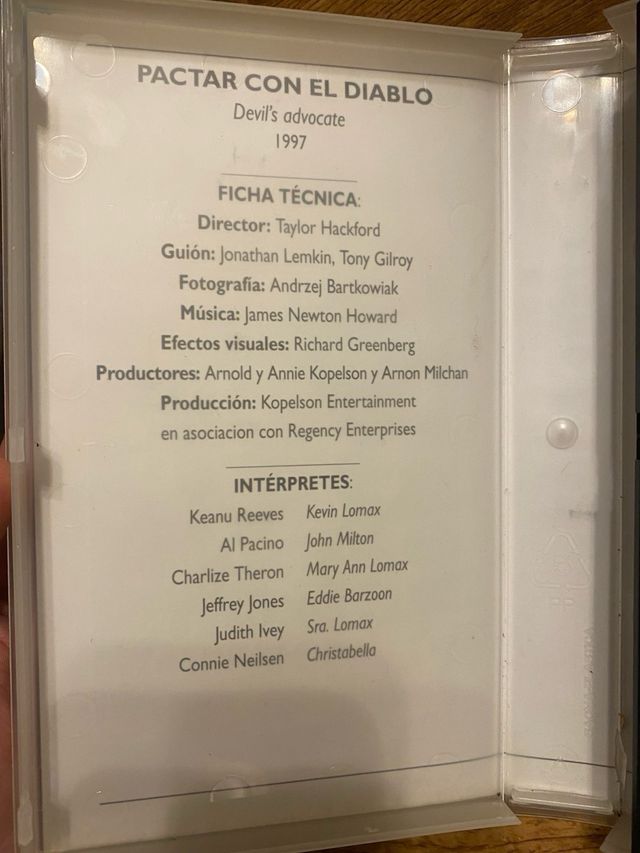 PACTAR CON EL DIABLO
Devil's advocate
1997
FICHA TÉCNICA:
Director: Taylor Hackford
Guión: Jonathan Lemkin, Tony Gilroy
Fotografía: Andrzej Bartkowiak
Música: James Newton Howard
Efectos visuales: Richard Greenberg
Productores: Arnold y Annie Kopelson y Arnon Milchan
Producción: Kopelson Entertainment
en asociacion con Regency Enterprises
INTÉRPRETES:
Keanu Reeves Kevin Lomax
Al Pacino John Milton
Charlize Theron Mary Ann Lomax
Jeffrey Jones Eddie Barzoon
Judith Ivey Sra. Lomax
Connie Neilsen Christabella